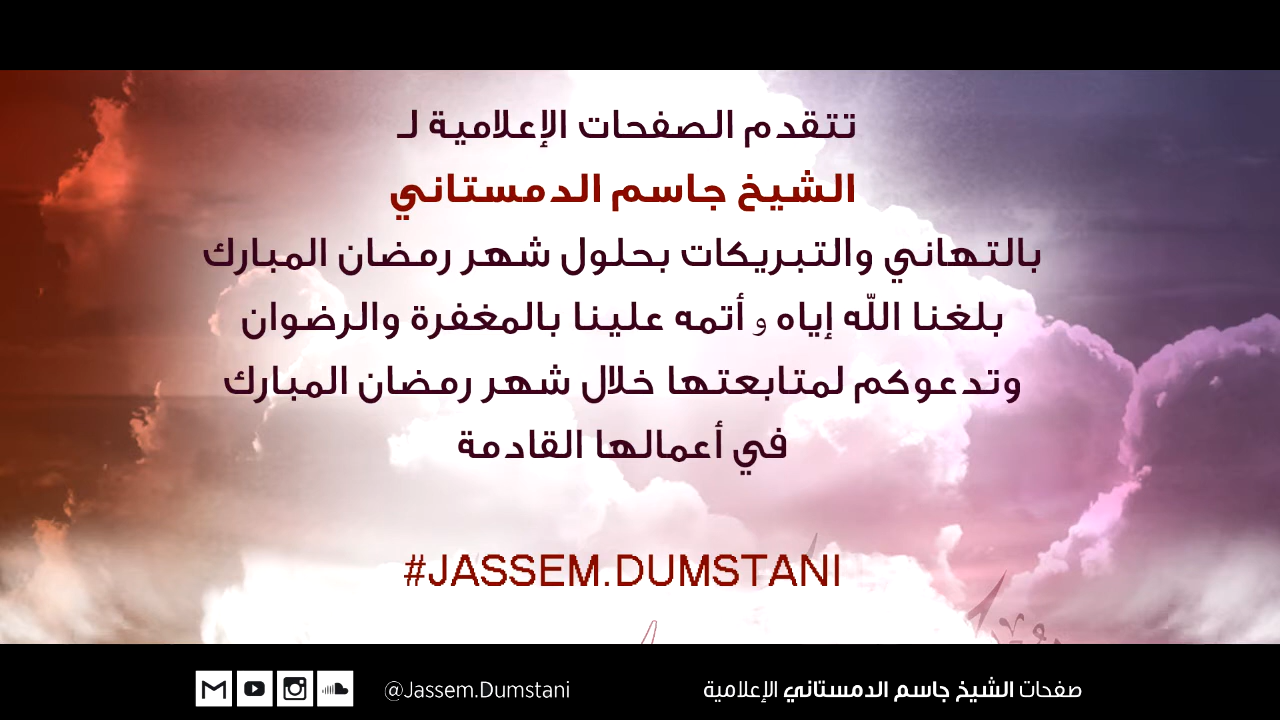 تتقدم الصفحات الإعلامية لـ
الشيخ جاسم الدمستاني
بالتهاني والتبريكات بحلول شهر رمضان المبارك
بلغنا اللّه إياه و أتمه علينا بالمغفرة والرضوان
وتدعوكم لمتابعتها خلال شهر رمضان المبارك
في أعمالها القادمة
#JASSEM.DUMSTANI
صفحات الشيخ جاسم الدمستاني الإعلامية
@Jassem.Dumstani